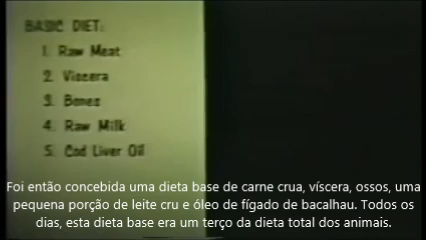 BASIC DIET:
1. Raw Meat
2. Viscera
3. Bones
4. Raw Milk
5. Cod Liver Oil
Foi então concebida uma dieta base de carne crua, víscera, ossos, uma
pequena porção de leite cru e óleo de fígado de bacalhau. Todos os
dias, esta dieta base era um terço da dieta total dos animais.